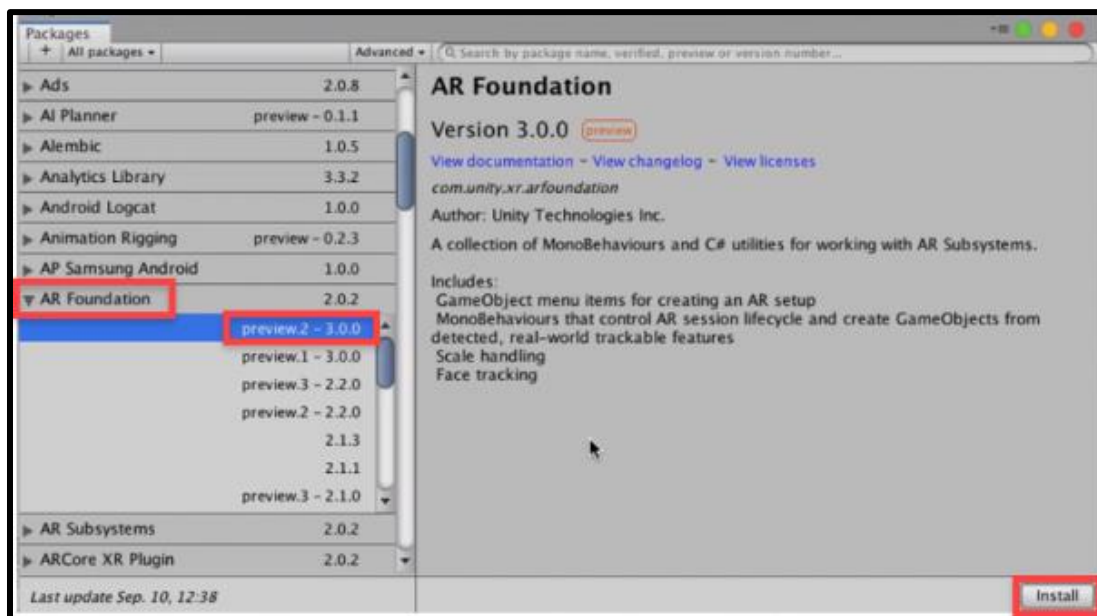 Packages
+ All packages Advanced Search by package name, verified, preview or version number...
Ads 2.0.8
AI Planner preview - 0.1.1
Alembic 1.0.5
Analytics Library 3.3.2
Android Logcat 1.0.0
Animation Rigging preview - 0.2.3
AP Samsung Android 1.0.0
AR Foundation 2.0.2
preview.2 - 3.0.0
preview.1 - 3.0.0
preview.3 - 2.2.0
preview.2 - 2.2.0
2.1.3
2.1.1
preview.3 - 2.1.0
AR Subsystems 2.0.2
ARCore XR Plugin 2.0.2
Last update Sep. 10, 12:38
AR Foundation
Version 3.0.0 preview
View documentation - View changelog - View licenses
com.unity.xr.arfoundation
Author: Unity Technologies Inc.
A collection of MonoBehaviours and C# utilities for working with AR Subsystems.
Includes:
GameObject menu items for creating an AR setup
MonoBehaviours that control AR session lifecycle and create GameObjects from
detected, real-world trackable features
Scale handling
Face tracking
Install